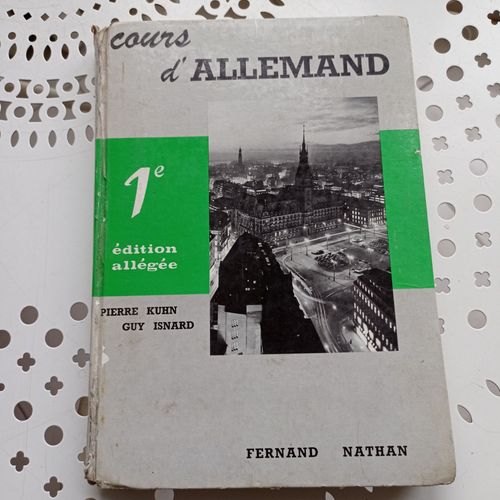 cours
d'ALLEMAND
1e
édition
allégée
PIERRE KUHN
GUY ISNARD
FERNAND NATHAN